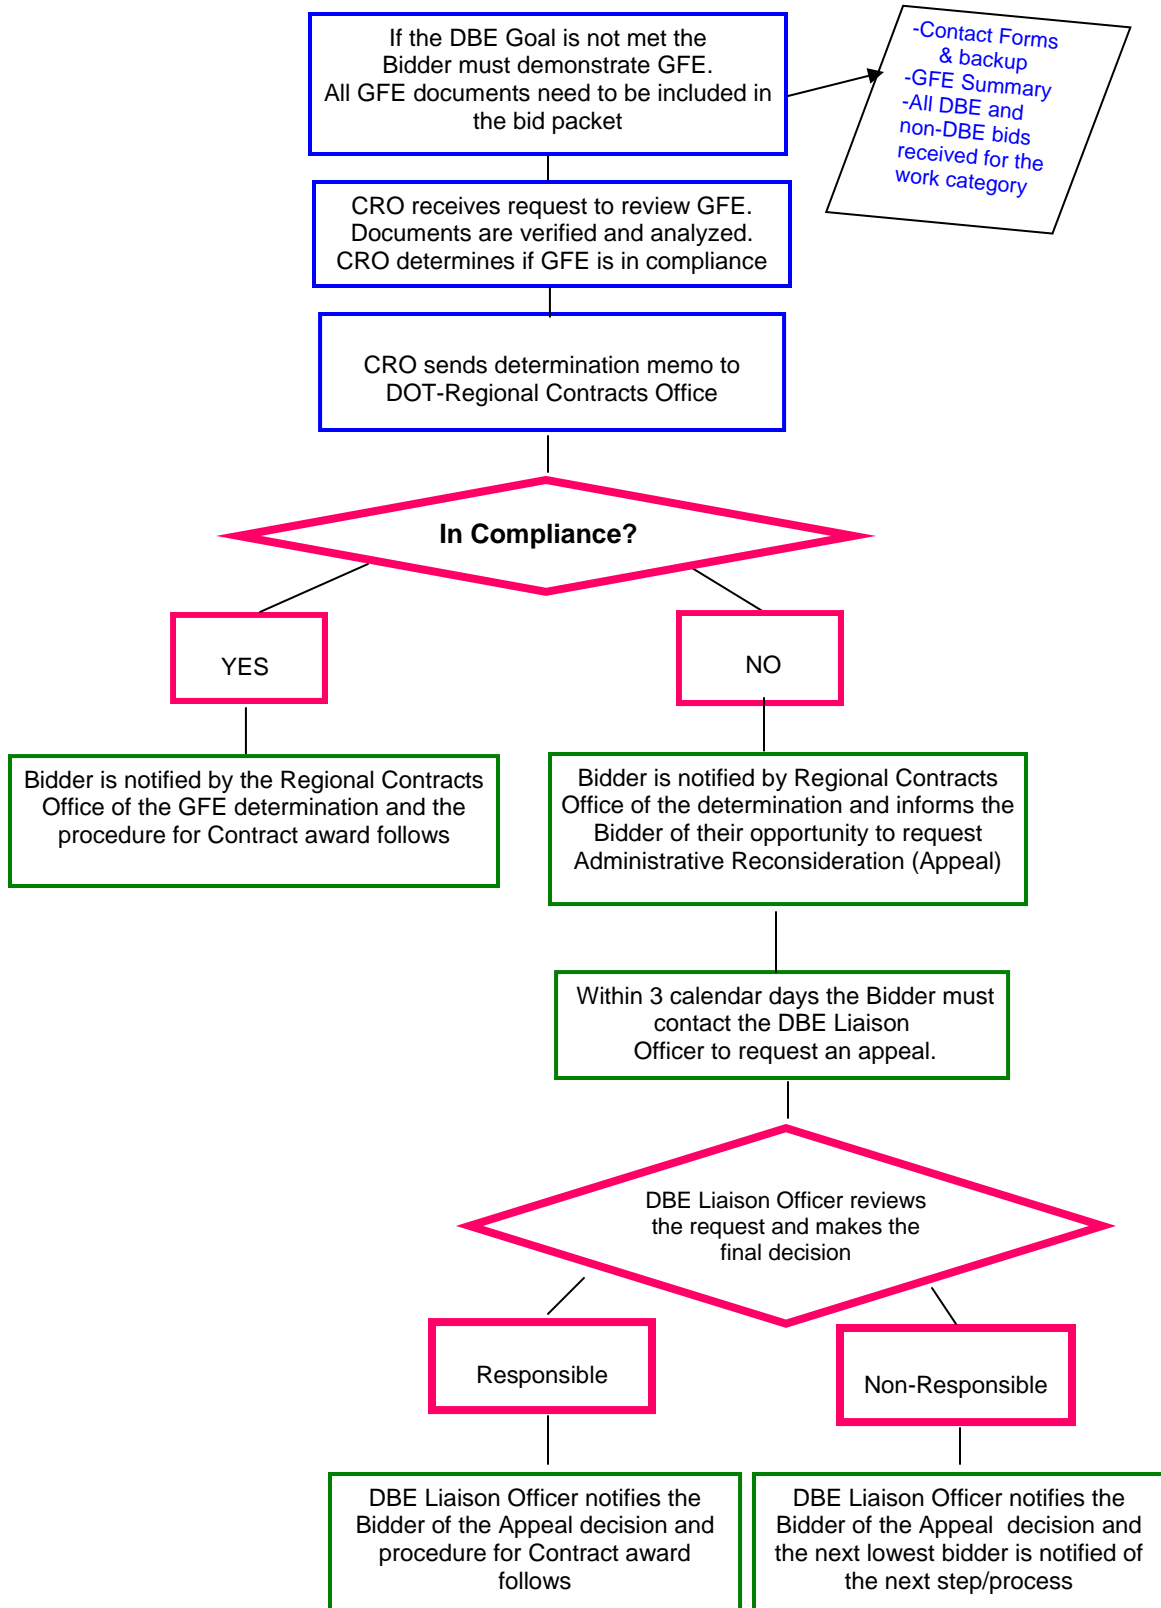 If the DBE Goal is not met the
Bidder must demonstrate GFE.
All GFE documents need to be included in
the bid packet
-Contact Forms
& backup
-GFE Summary
-All DBE and
non-DBE bids
received for the
work category
CRO receives request to review GFE.
Documents are verified and analyzed.
CRO determines if GFE is in compliance
CRO sends determination memo to
DOT-Regional Contracts Office
In Compliance?
YES
NO
Bidder is notified by the Regional Contracts
Office of the GFE determination and the
procedure for Contract award follows
Bidder is notified by Regional Contracts
Office of the determination and informs the
Bidder of their opportunity to request
Administrative Reconsideration (Appeal)
Within 3 calendar days the Bidder must
contact the DBE Liaison
Officer to request an appeal.
DBE Liaison Officer reviews
the request and makes the
final decision
Responsible
Non-Responsible
DBE Liaison Officer notifies the
Bidder of the Appeal decision and
procedure for Contract award
follows
DBE Liaison Officer notifies the
Bidder of the Appeal  decision and
the next lowest bidder is notified of
the next step/process